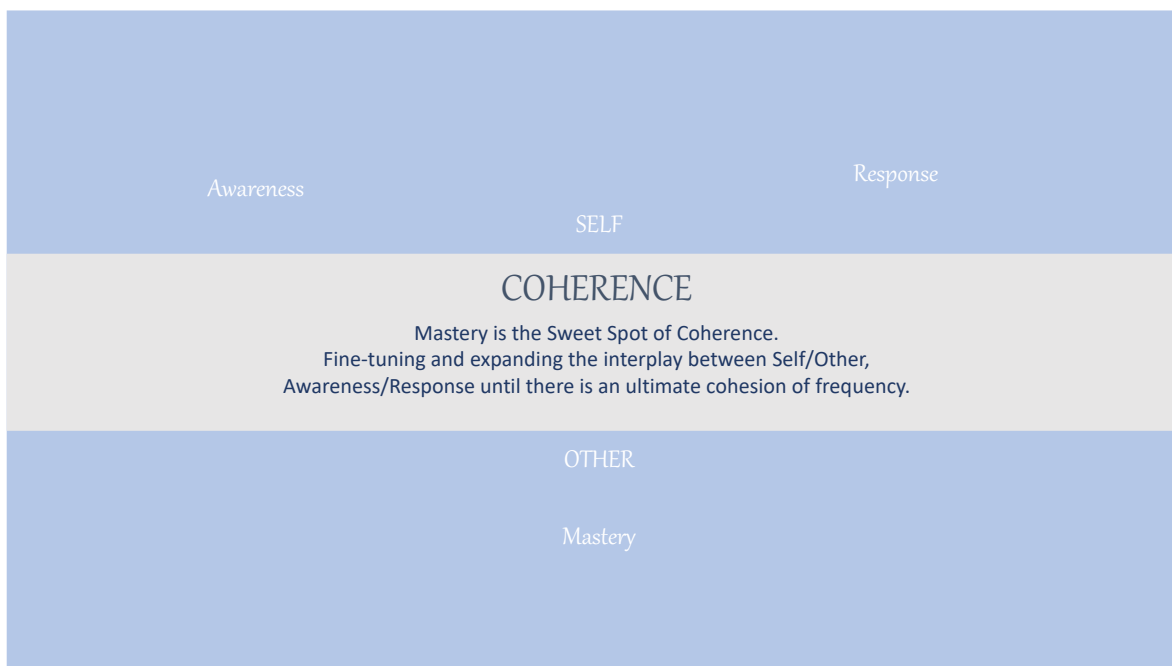 Awareness
Response
SELF
COHERENCE
Mastery is the Sweet Spot of Coherence.
Fine-tuning and expanding the interplay between Self/Other,
Awareness/Response until there is an ultimate cohesion of frequency.
OTHER
Mastery